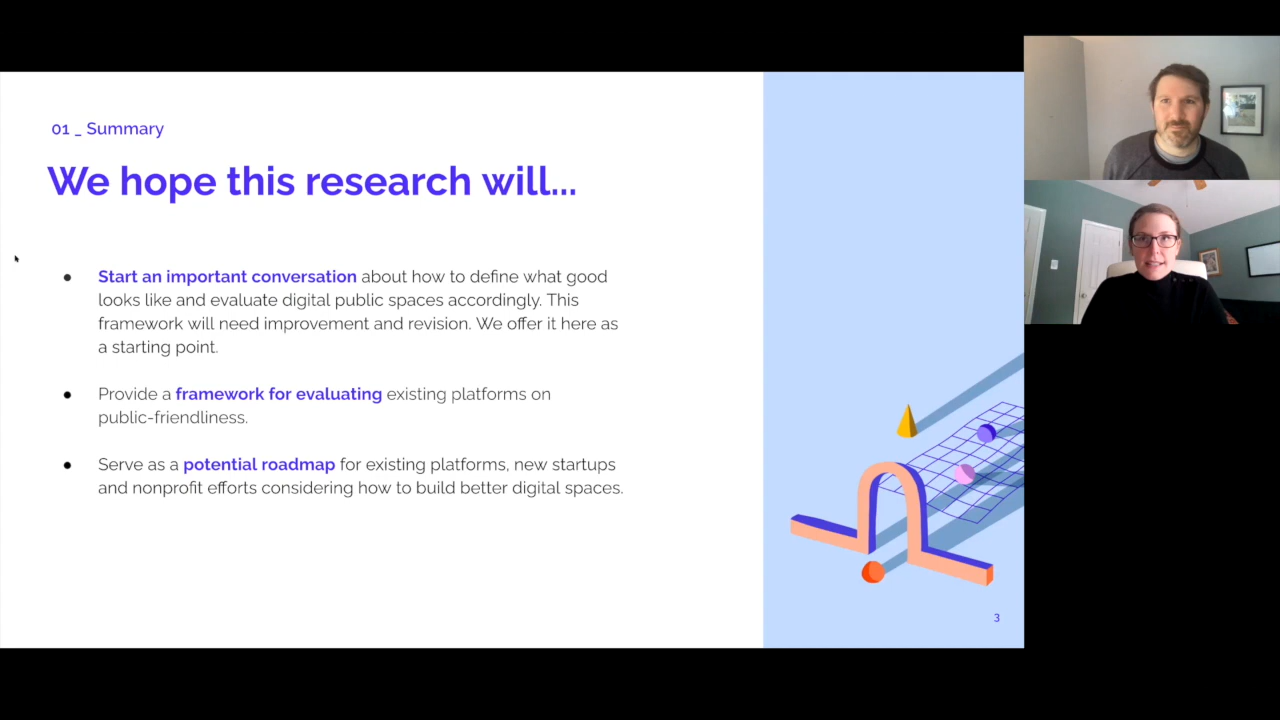 01 _ Summary
We hope this research will...
● Start an important conversation about how to define what good
looks like and evaluate digital public spaces accordingly. This
framework will need improvement and revision. We offer it here as
a starting point.
● Provide a framework for evaluating existing platforms on
public-friendliness.
● Serve as a potential roadmap for existing platforms, new startups
and nonprofit efforts considering how to build better digital spaces.
3